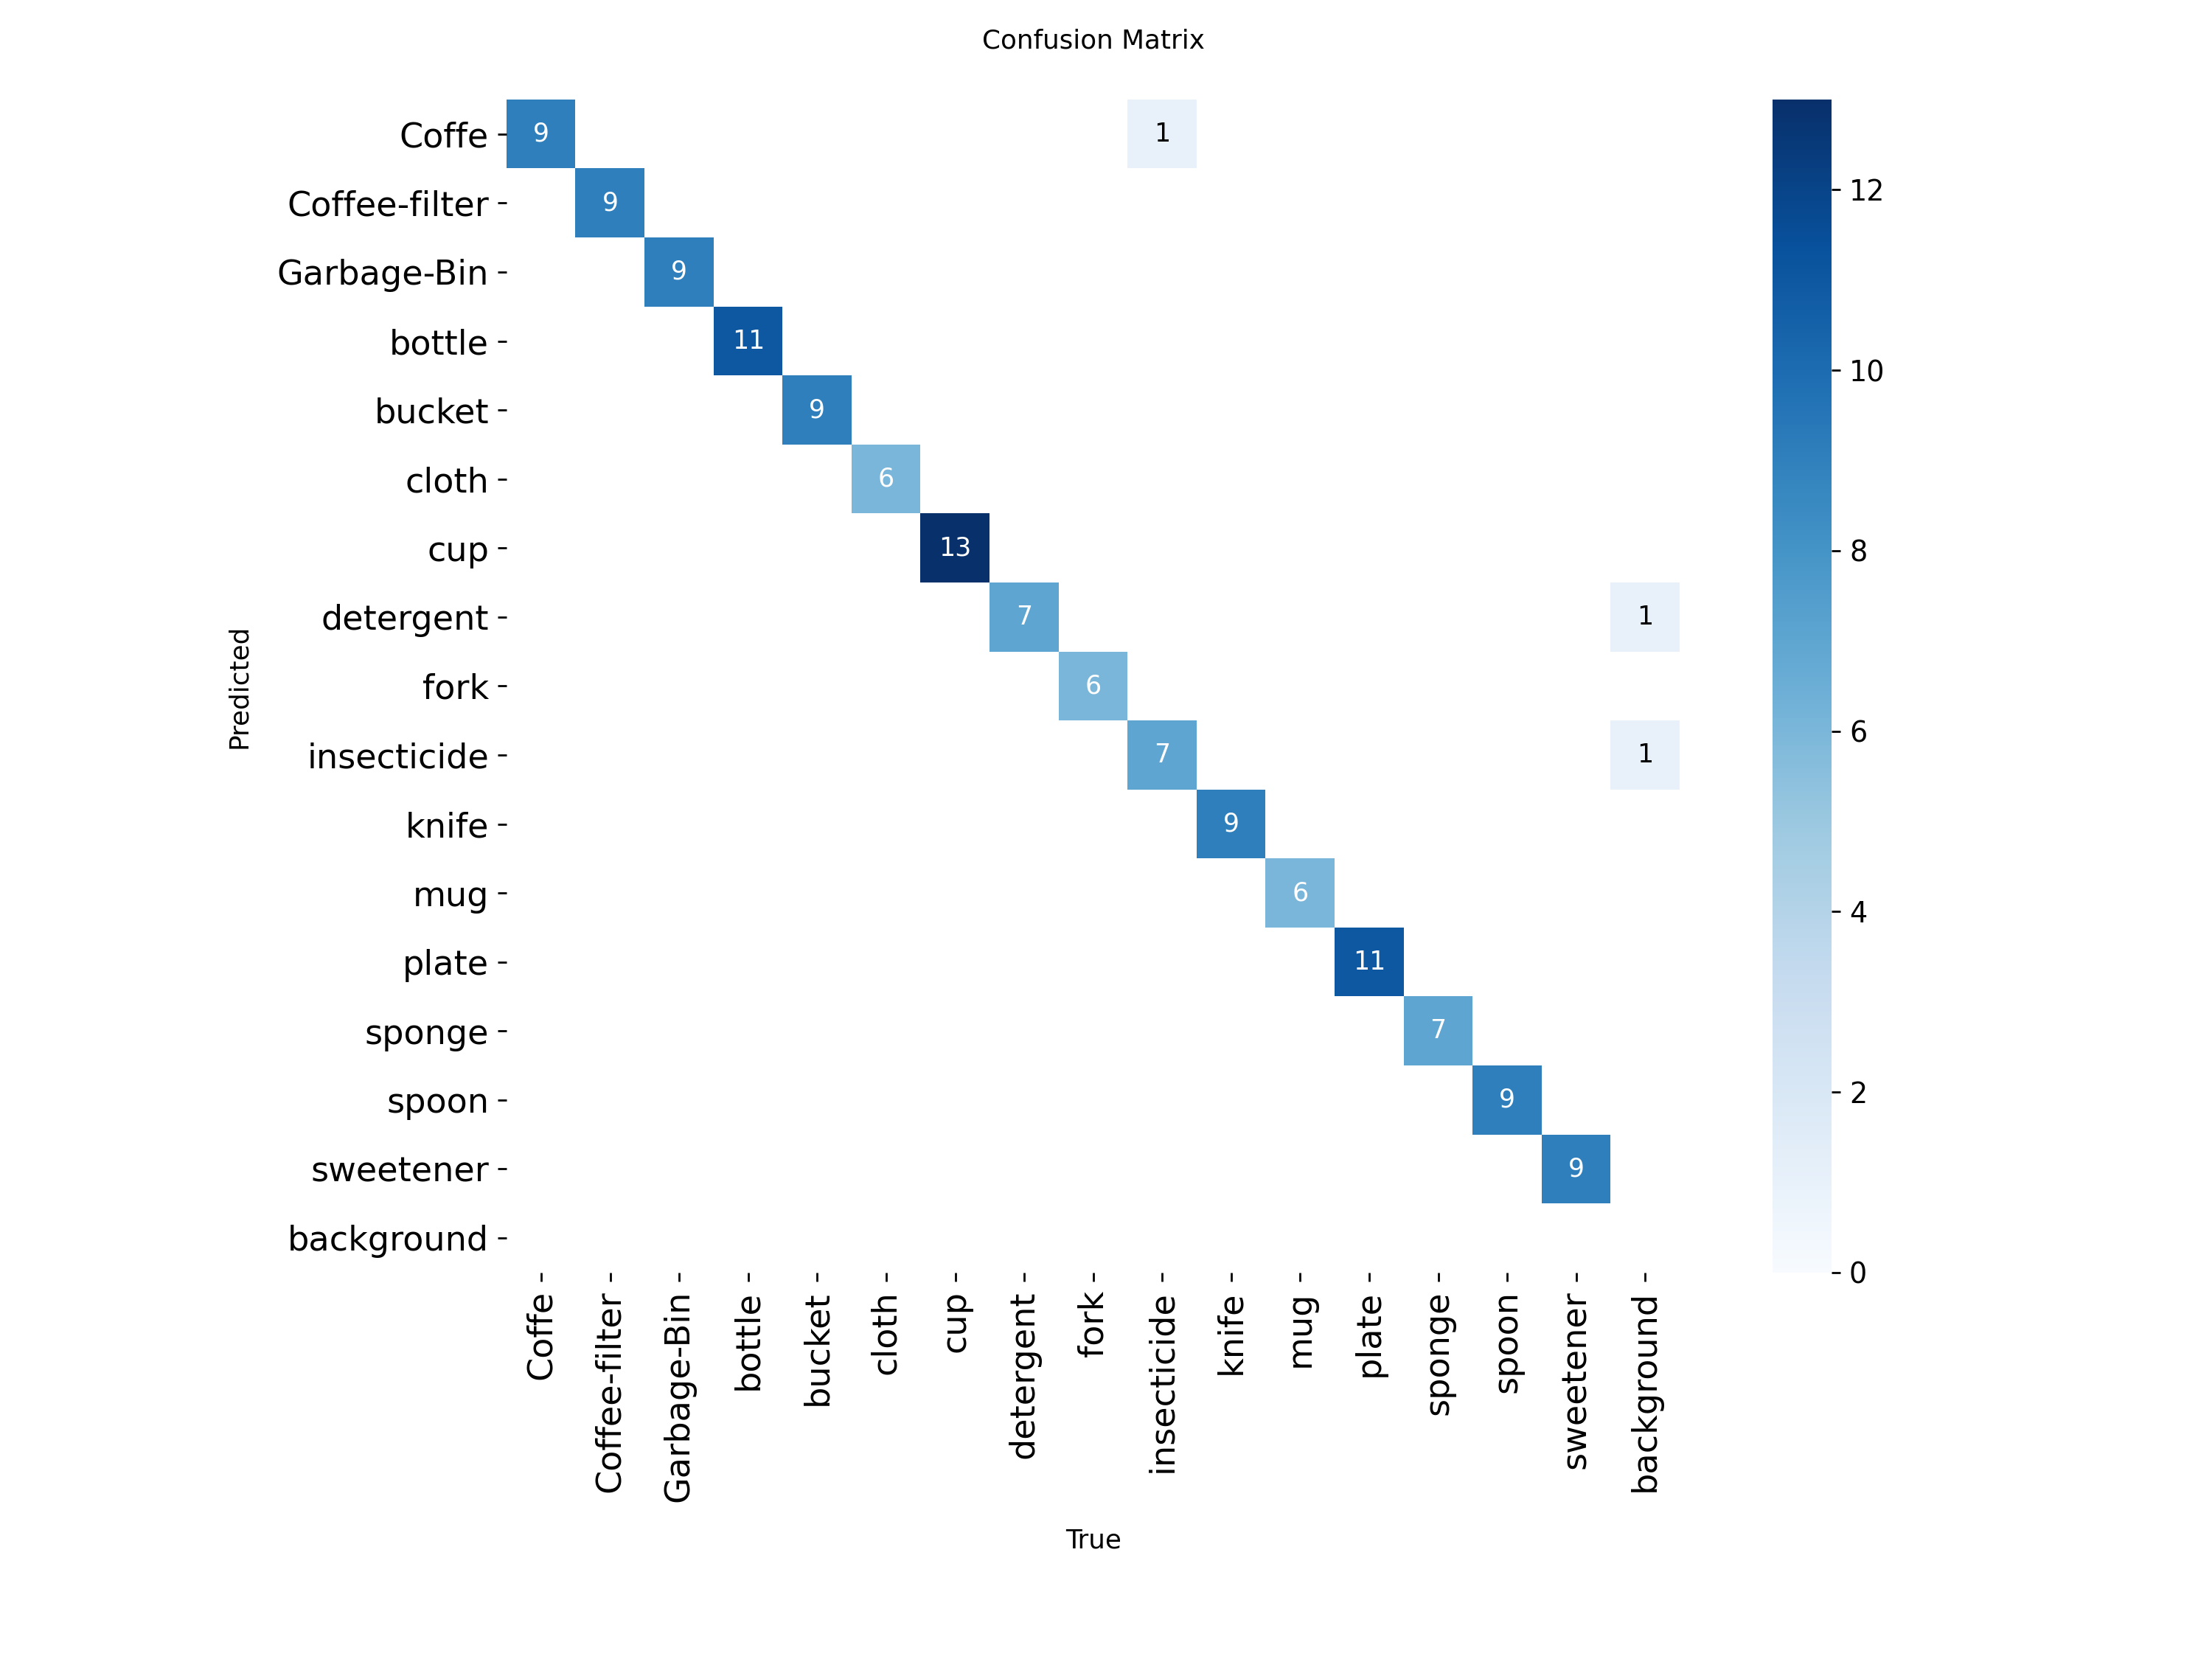 Confusion Matrix
Coffe 9 1
Coffee-filter 9
Garbage-Bin 9
bottle 11
bucket 9
cloth 6
cup 13
detergent 7 1
fork 6
insecticide 7 1
knife 9
mug 6
plate 11
sponge 7
spoon 9
sweetener 9
background
Predicted
Coffe
Coffee-filter
Garbage-Bin
bottle
bucket
cloth
cup
detergent
fork
insecticide
knife
mug
plate
sponge
spoon
sweetener
background
True
12
10
8
6
4
2
0